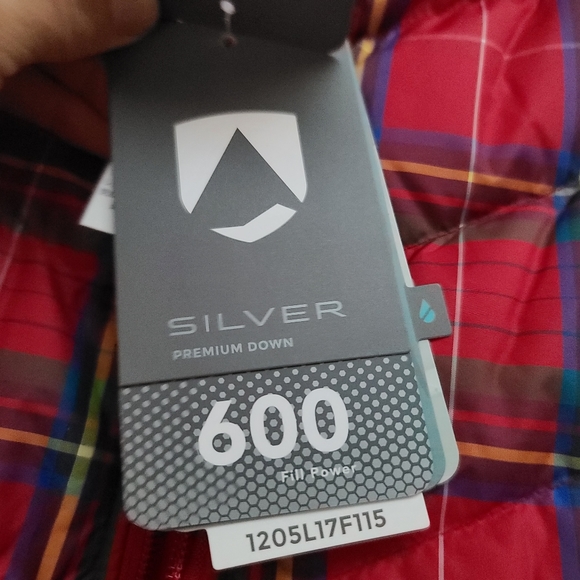 SILVER
PREMIUM DOWN
600
Fill Power
1205L17F115